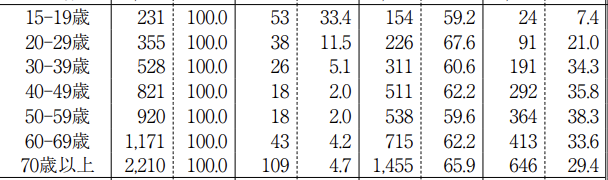 15-19歳 231 100.0 53 33.4 154 59.2 24 7.4
20-29歳 355 100.0 38 11.5 226 67.6 91 21.0
30-39歳 528 100.0 26 5.1 311 60.6 191 34.3
40-49歳 821 100.0 18 2.0 511 62.2 292 35.8
50-59歳 920 100.0 18 2.0 538 59.6 364 38.3
60-69歳 1,171 100.0 43 4.2 715 62.2 413 33.6
70歳以上 2,210 100.0 109 4.7 1,455 65.9 646 29.4